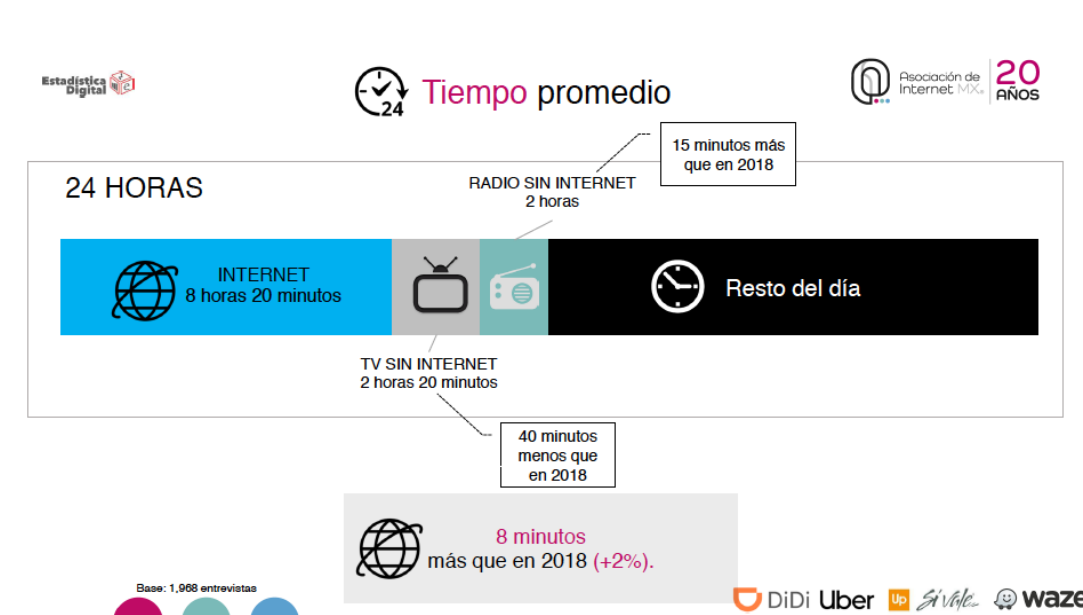 Estadística
Digital
24
Tiempo promedio
Asociación de
Internet MX®
20
AÑOS
15 minutos más
que en 2018
24 HORAS
RADIO SIN INTERNET
2 horas
INTERNET
8 horas 20 minutos
Resto del día
TV SIN INTERNET
2 horas 20 minutos
40 minutos
menos que
en 2018
8 minutos
más que en 2018 (+2%).
Base: 1,968 entrevistas
DiDi Uber Up Sí Vale waze